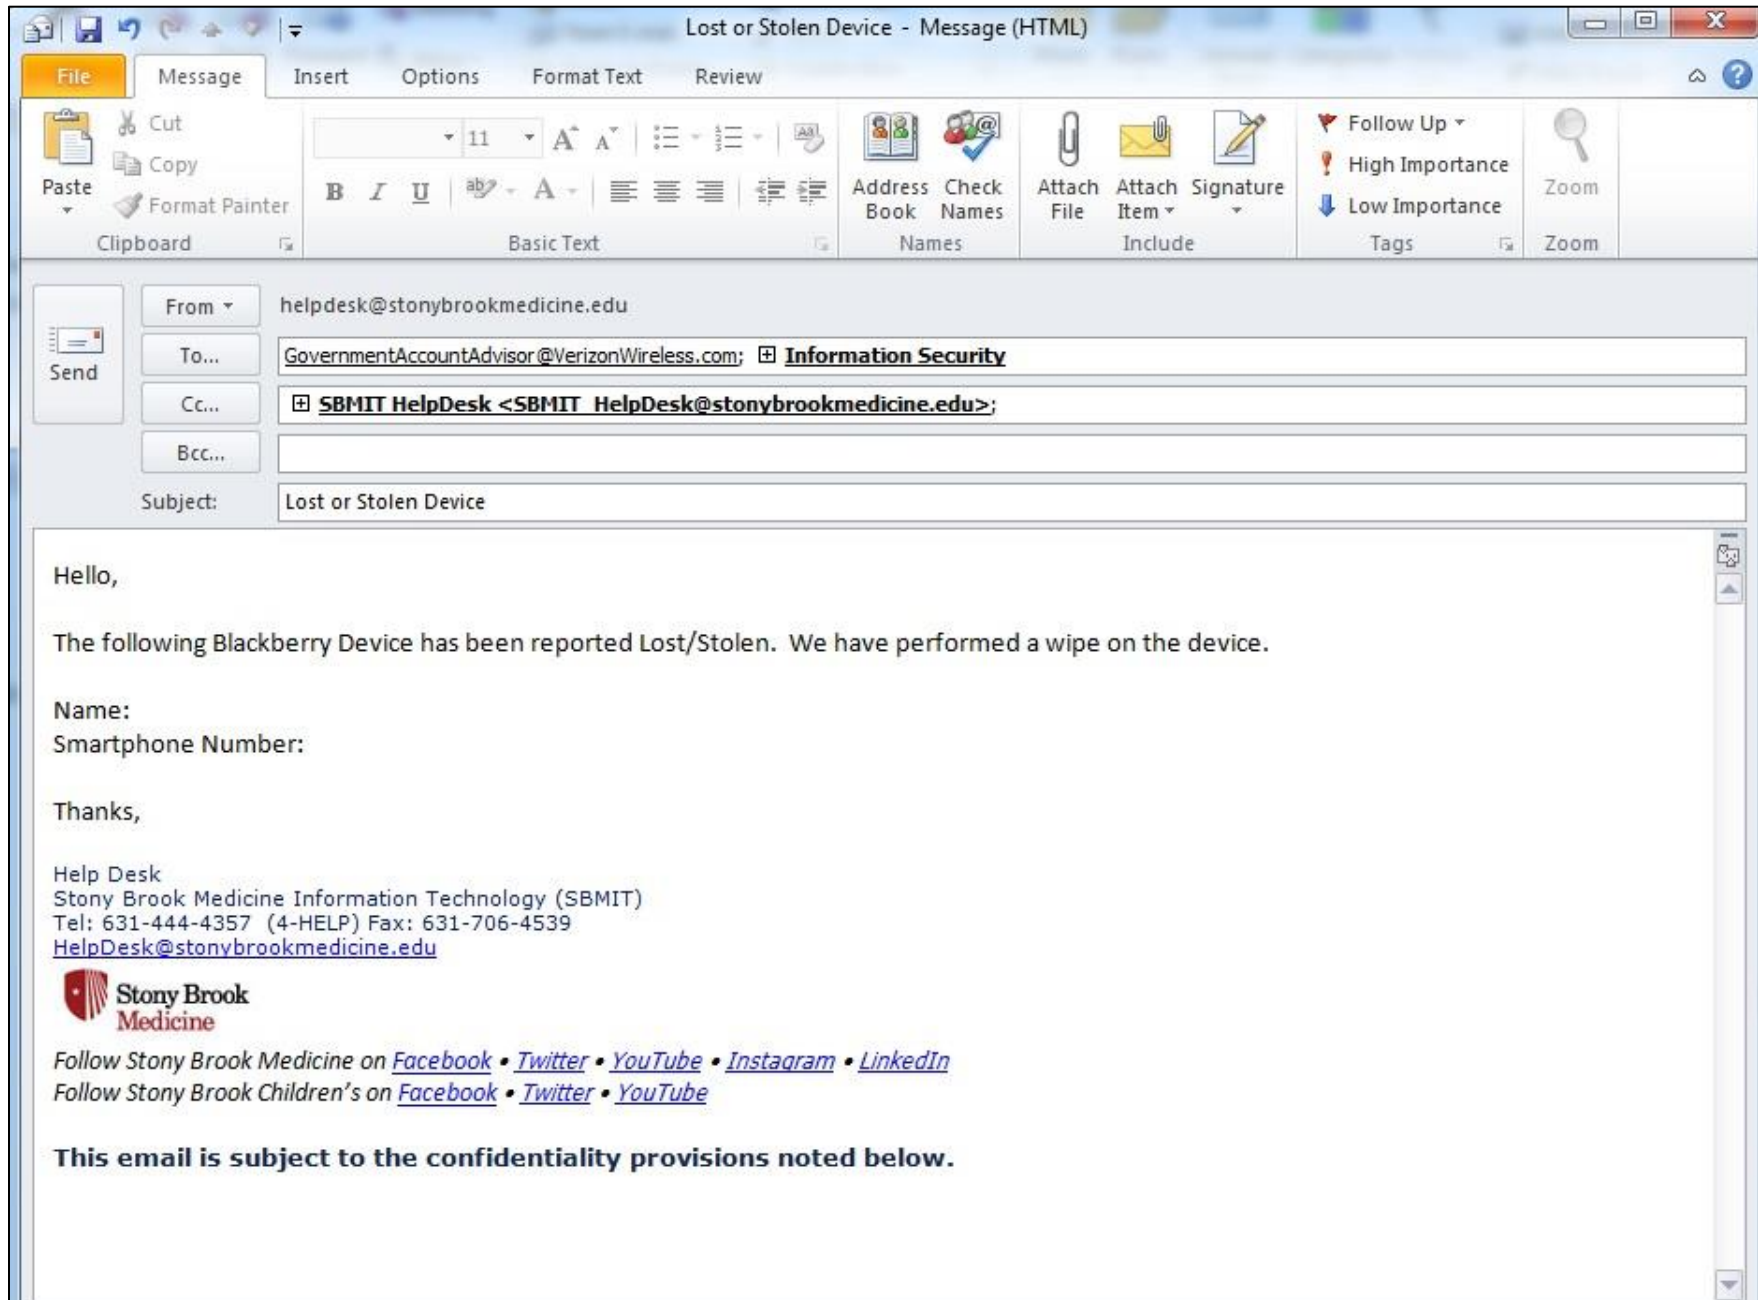 Lost or Stolen Device - Message (HTML)
File Message Insert Options Format Text Review
Paste
Cut
Copy
Format Painter
Clipboard
11
B I U
Basic Text
Address Book
Check Names
Names
Attach File
Attach Item
Signature
Include
Follow Up
High Importance
Low Importance
Tags
Zoom
Zoom
Send
From helpdesk@stonybrookmedicine.edu
To... GovernmentAccountAdvisor@VerizonWireless.com; Information Security
Cc... SBMIT HelpDesk <SBMIT_HelpDesk@stonybrookmedicine.edu>;
Bcc...
Subject: Lost or Stolen Device
Hello,
The following Blackberry Device has been reported Lost/Stolen. We have performed a wipe on the device.
Name:
Smartphone Number:
Thanks,
Help Desk
Stony Brook Medicine Information Technology (SBMIT)
Tel: 631-444-4357 (4-HELP) Fax: 631-706-4539
HelpDesk@stonybrookmedicine.edu
Stony Brook
Medicine
Follow Stony Brook Medicine on Facebook • Twitter • YouTube • Instagram • LinkedIn
Follow Stony Brook Children's on Facebook • Twitter • YouTube
This email is subject to the confidentiality provisions noted below.